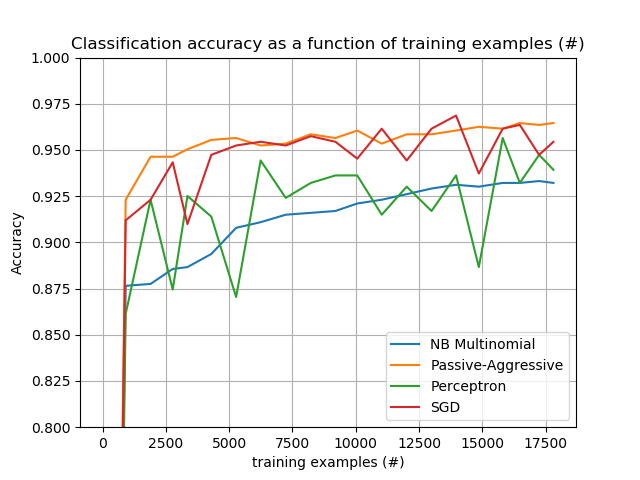 Classification accuracy as a function of training examples (#)
1.000
0.975
0.950
0.925
0.900
0.875
0.850
0.825
0.800
Accuracy
NB Multinomial
Passive-Aggressive
Perceptron
SGD
0 2500 5000 7500 10000 12500 15000 17500
training examples (#)